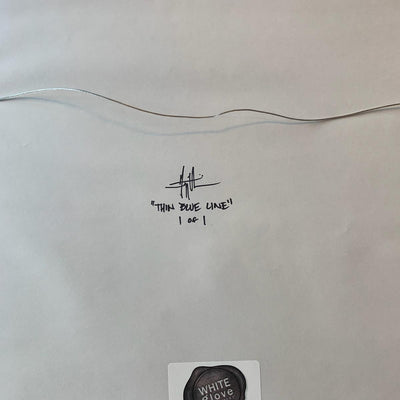 "THIN BLUE LINE"
1 OF 1
WHITE
glove